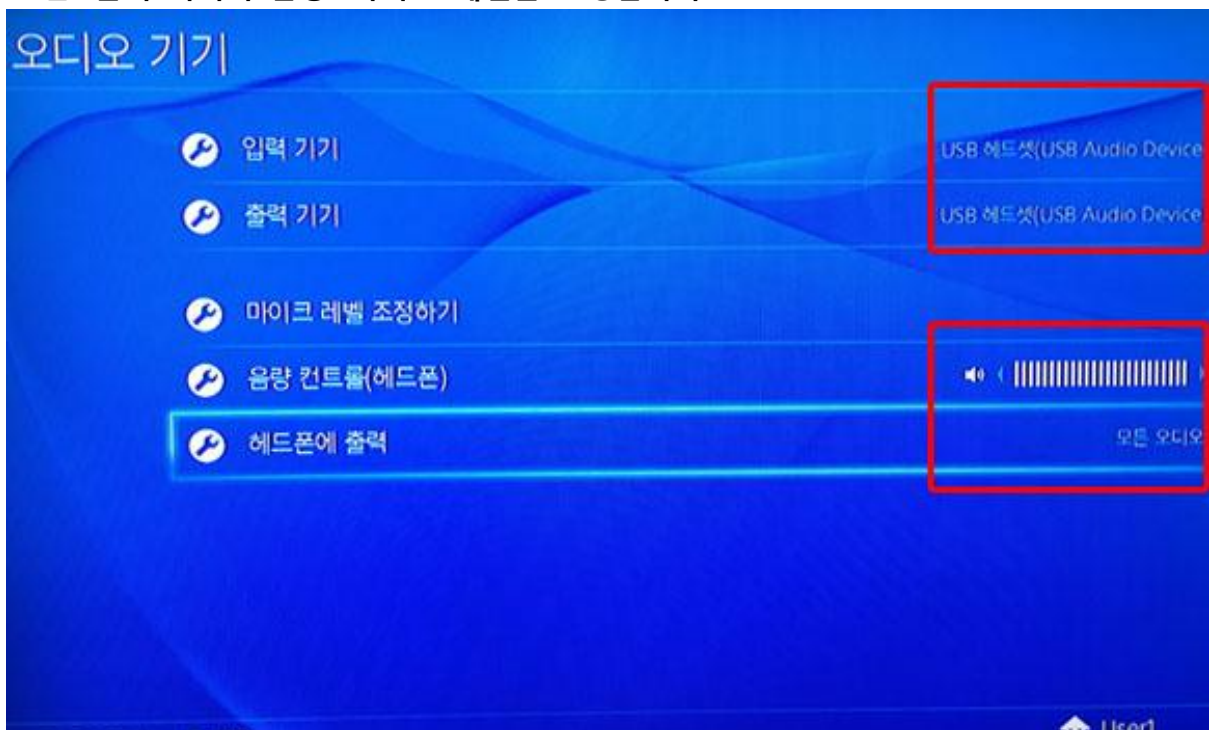 오디오 기기
입력 기기
USB 헤드셋(USB Audio Device
출력 기기
USB 헤드셋(USB Audio Device
마이크 레벨 조정하기
음량 컨트롤(헤드폰)
헤드폰에 출력
모든 오디오
User1